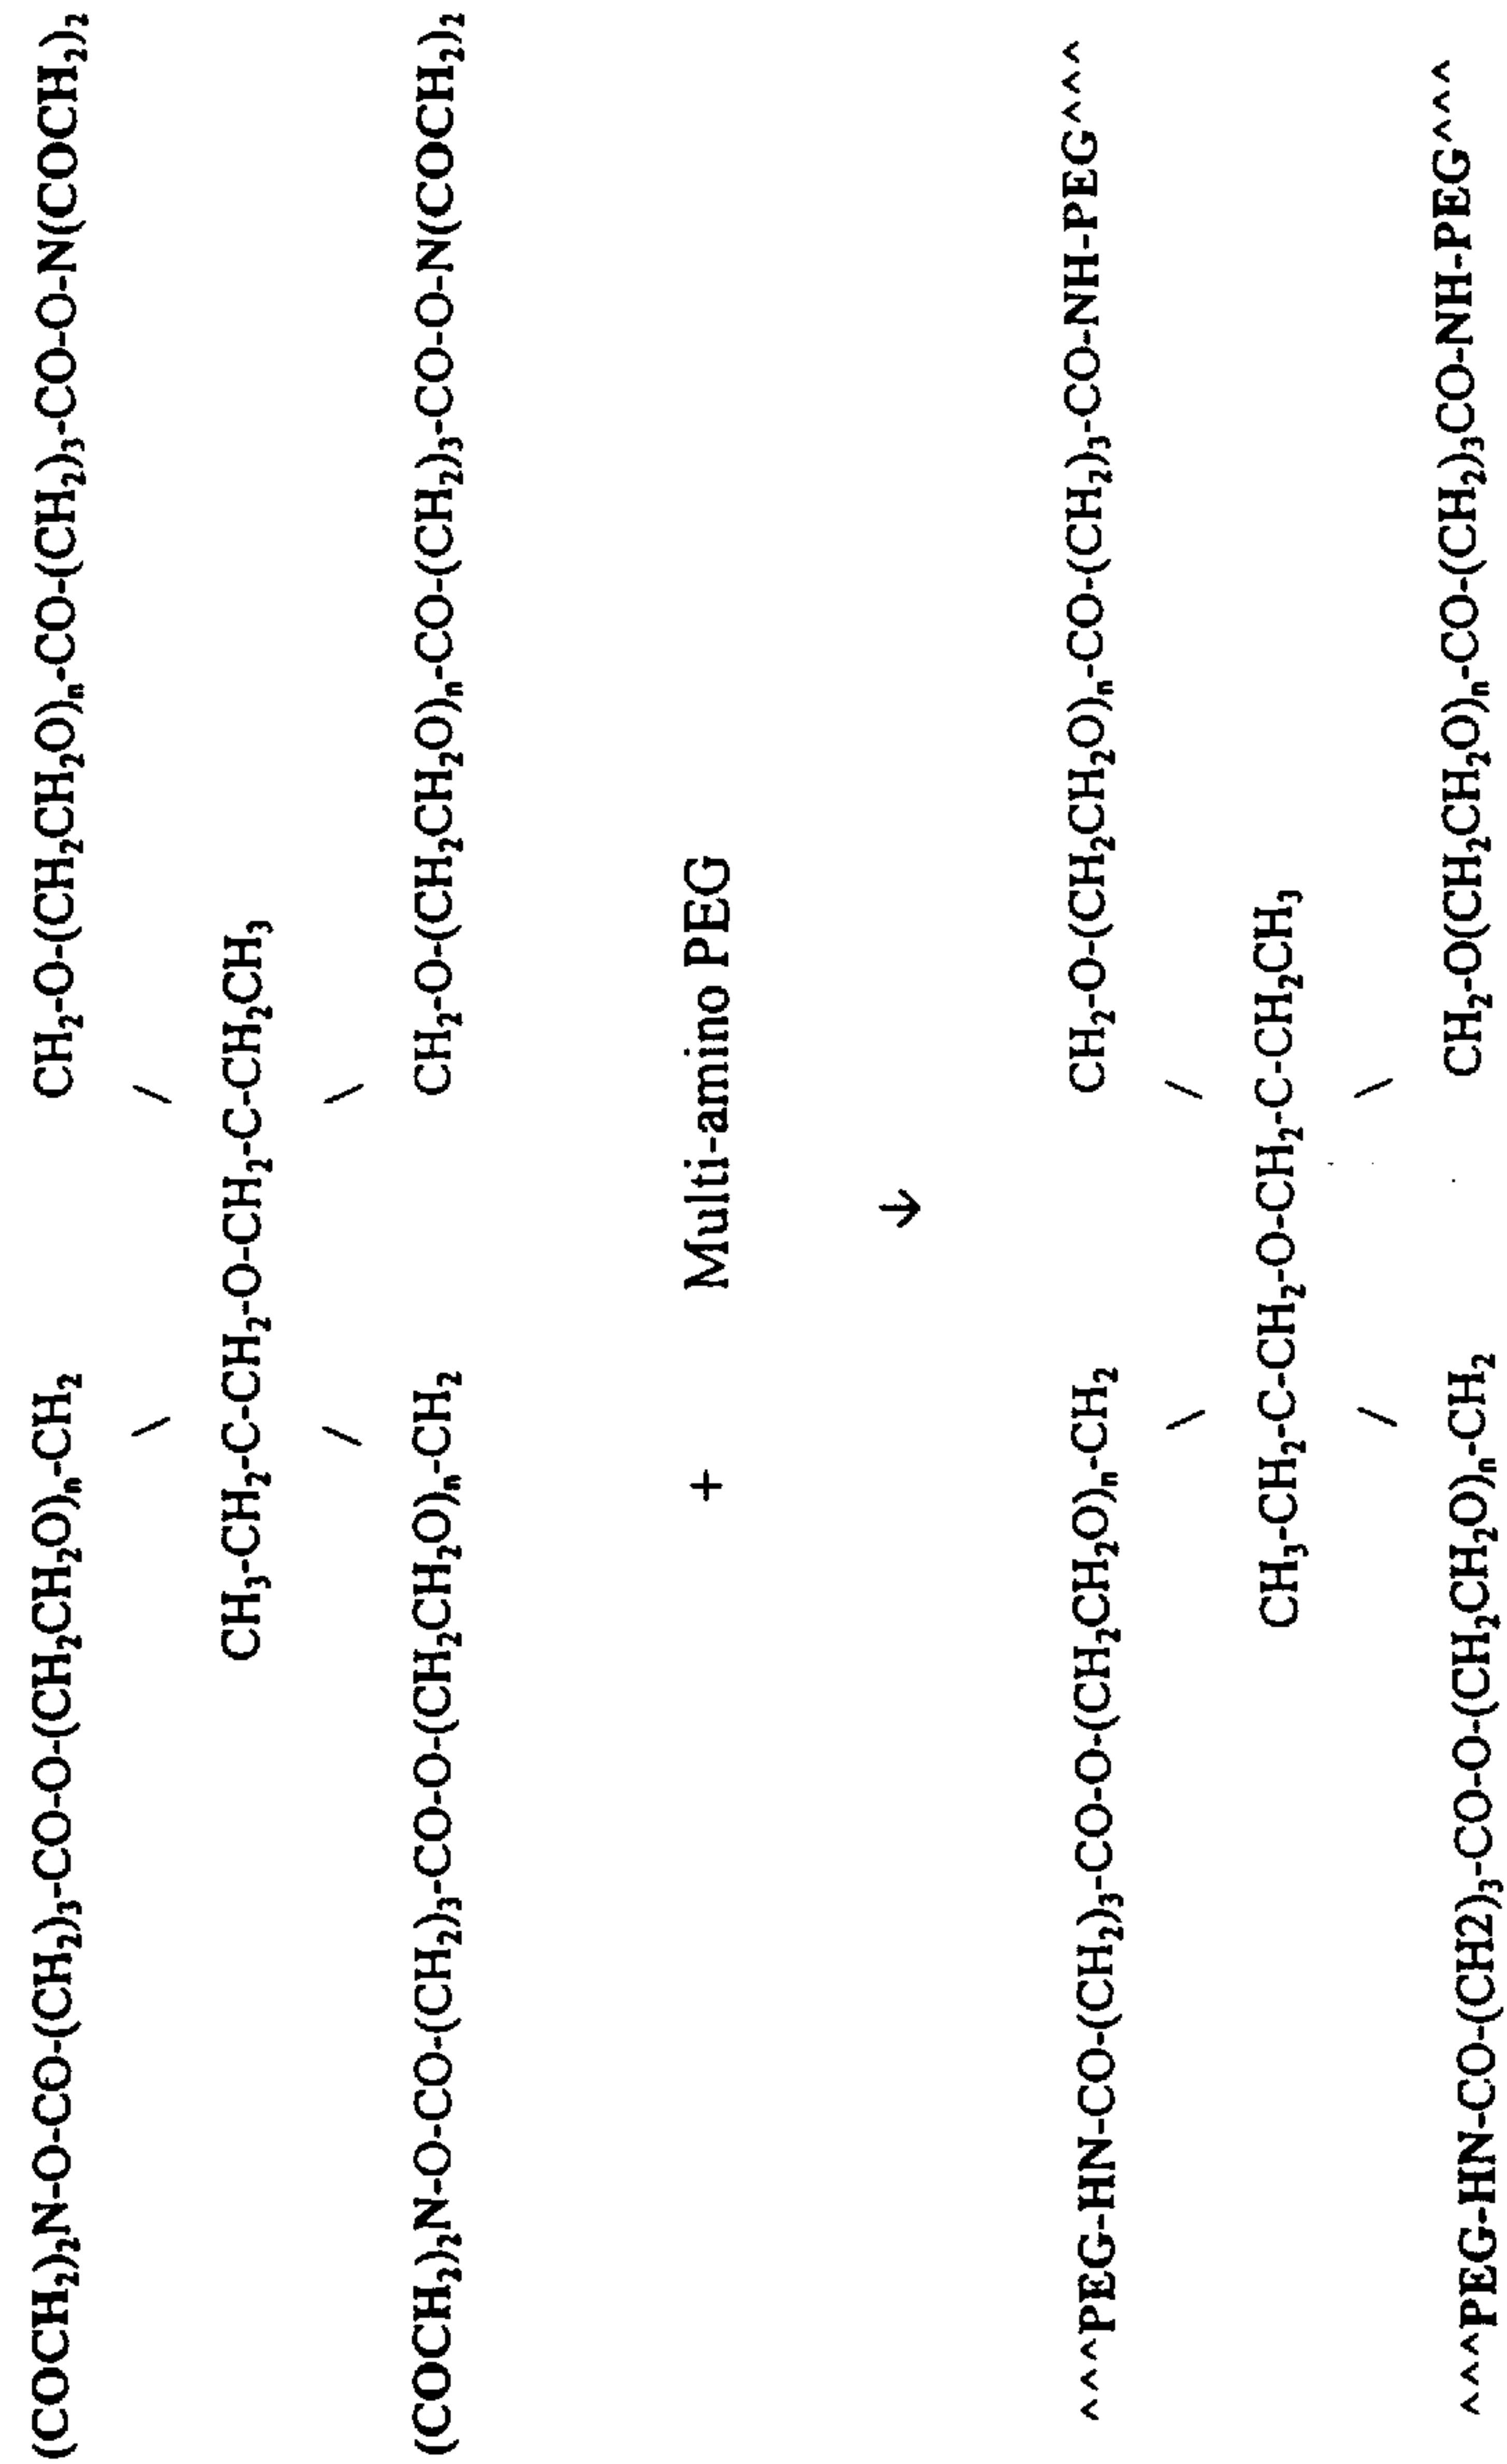 (COCH₂)₂N-O-CO-(CH₂)₃-CO-O-(CH₂CH₂O)ₙ-CH₂ CH₂-O-(CH₂CH₂O)ₙ-CO-(CH₂)₃-CO-O-N(COCH₂)₂
\ /
CH₃-CH₂-C-CH₂-O-CH₂-C-CH₂CH₃
/ \
(COCH₂)₂N-O-CO-(CH₂)₃-CO-O-(CH₂CH₂O)ₙ-CH₂ CH₂-O-(CH₂CH₂O)ₙ-CO-(CH₂)₃-CO-O-N(COCH₂)₂
+ Multi-amino PEG
↓
^^^PEG-HN-CO-(CH₂)₃-CO-O-(CH₂CH₂O)ₙ-CH₂ CH₂-O-(CH₂CH₂O)ₙ-CO-(CH₂)₃-CO-NH-PEG^^^
\ /
CH₃-CH₂-C-CH₂-O-CH₂-C-CH₂CH₃
/ \
^^^PEG-HN-CO-(CH2)₃-CO-O-(CH₂CH₂O)ₙ-CH₂ CH₂-O(CH₂CH₂O)ₙ-CO-(CH₂)₃CO-NH-PEG^^^